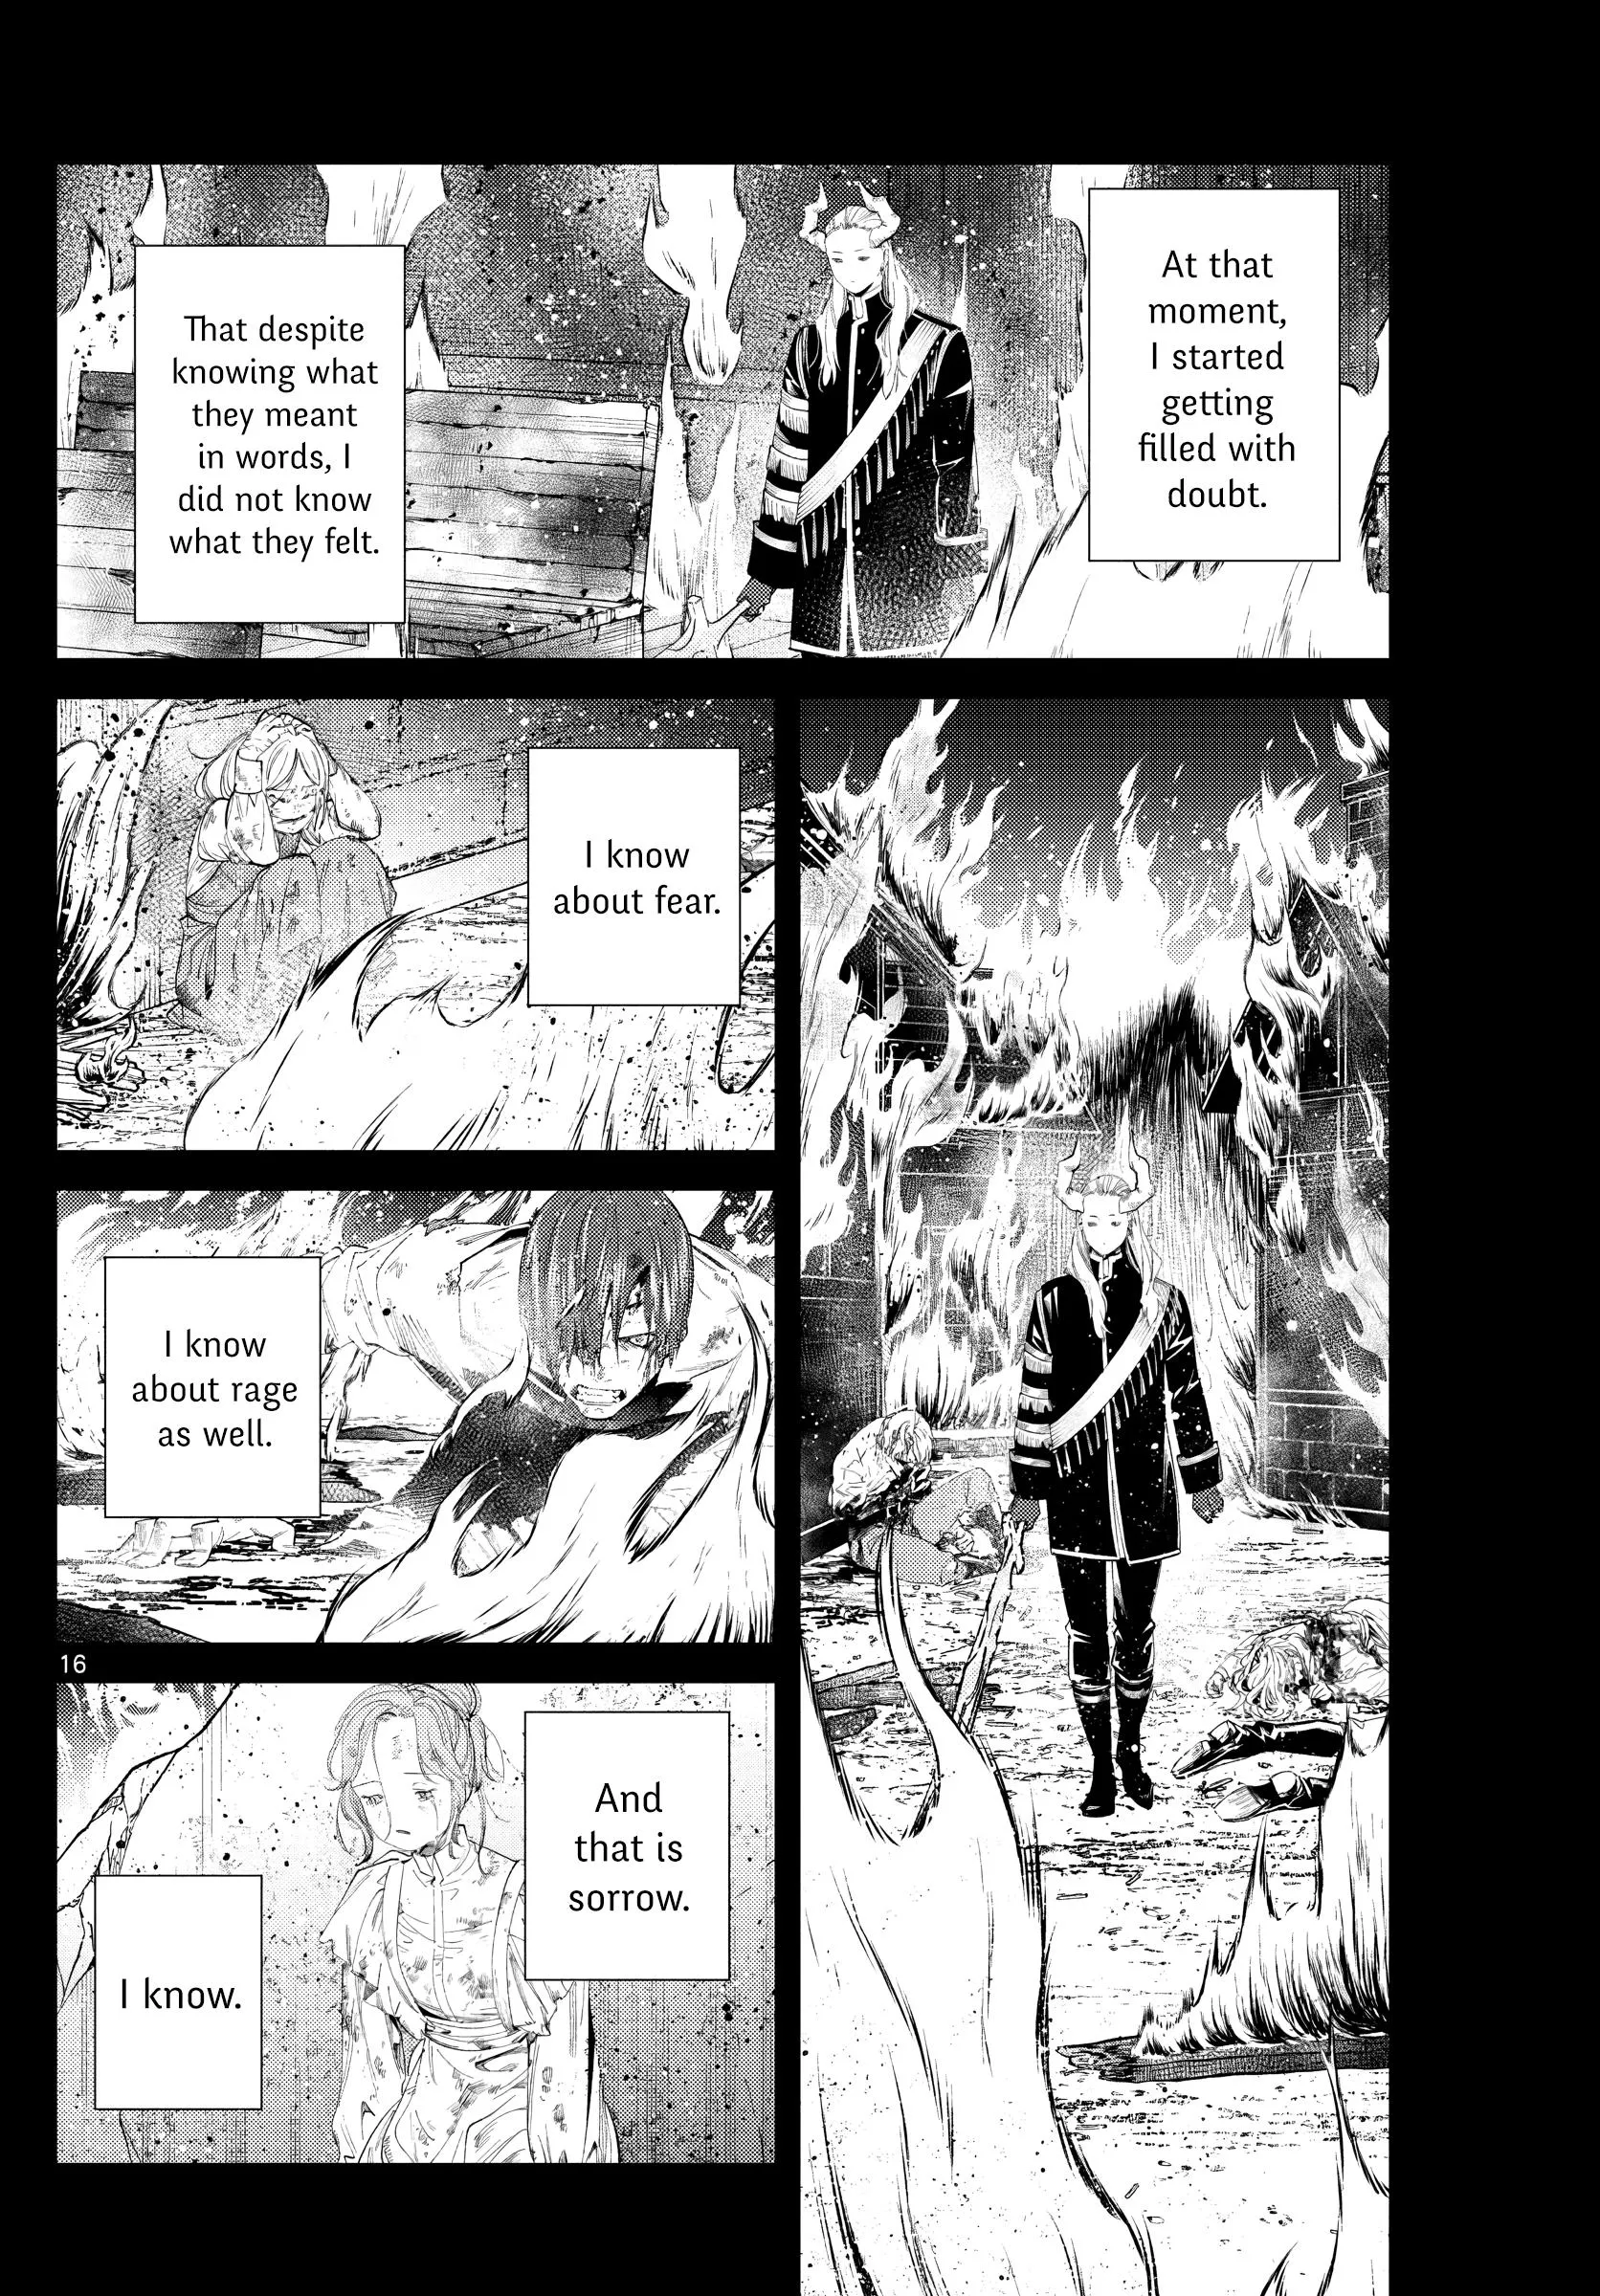 At that
moment,
I started
getting
filled with
doubt.
That despite
knowing what
they meant
in words, I
did not know
what they felt.
I know
about fear.
I know
about rage
as well.
And
that is
sorrow.
I know.
16